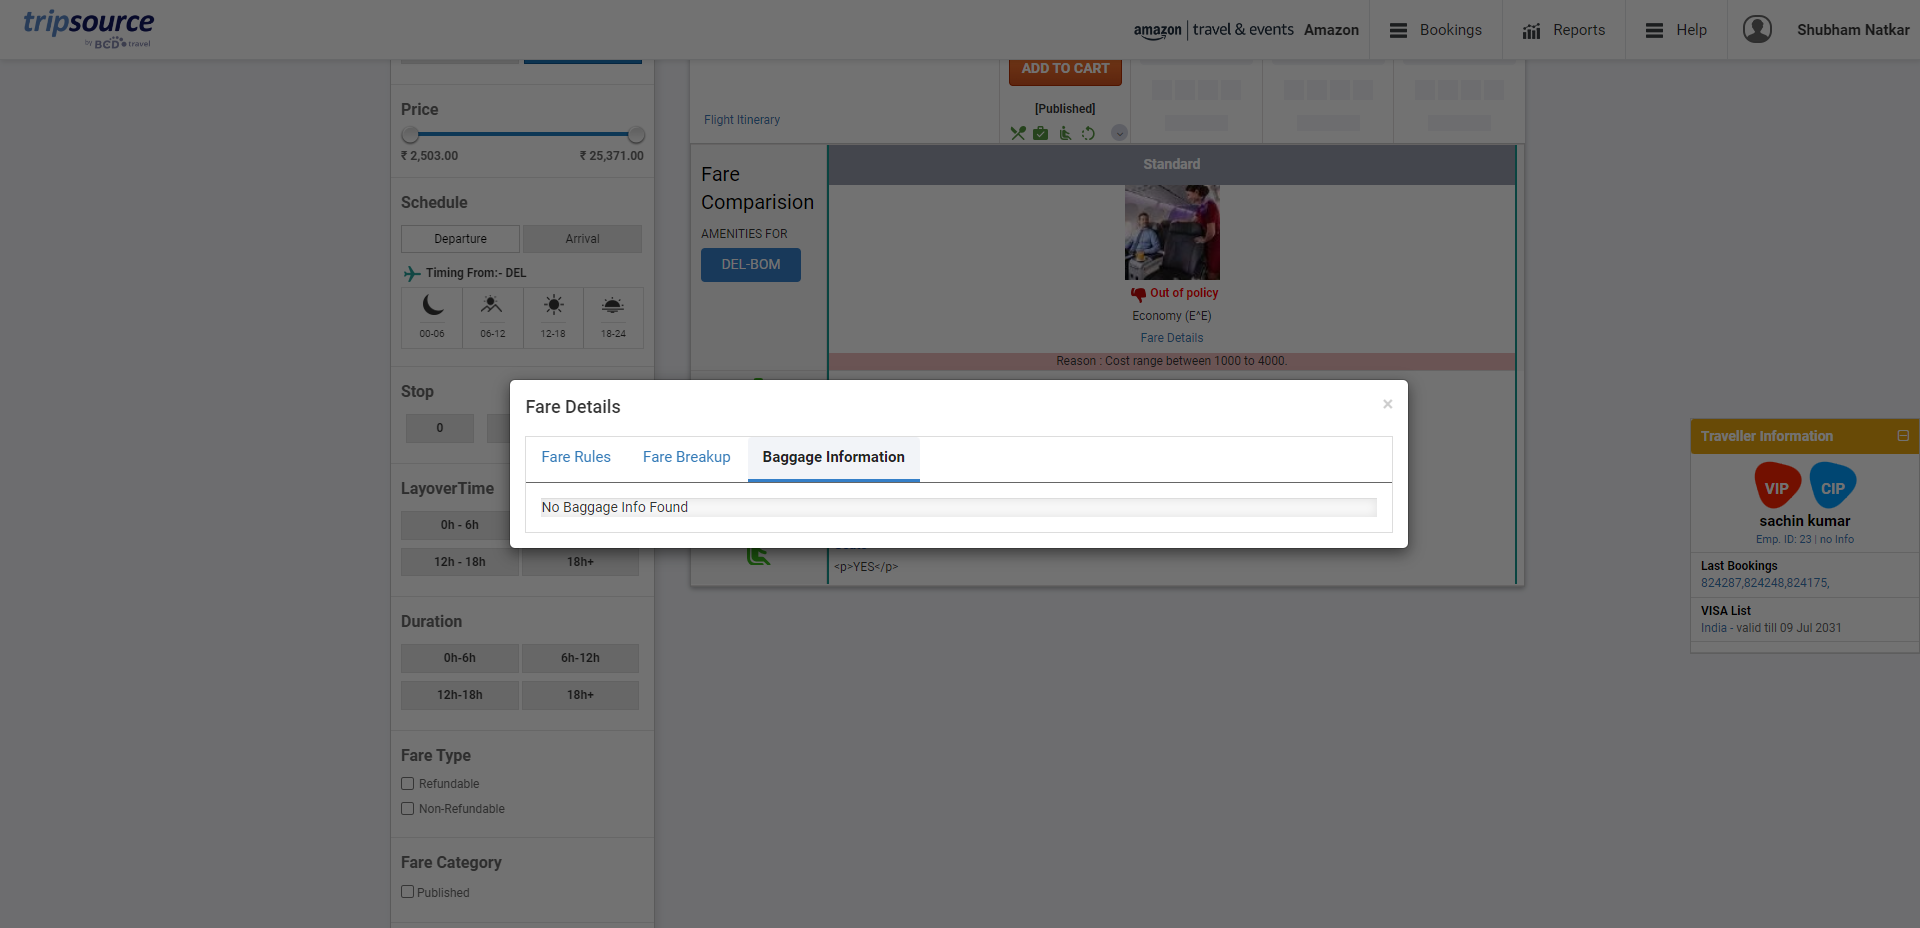 tripsource
by BCD travel
amazon | travel & events Amazon
Bookings
Reports
Help
Shubham Natkar
Price
₹ 2,503.00 ₹ 25,371.00
Schedule
Departure Arrival
Timing From:- DEL
00-06 06-12 12-18 18-24
Stop
0
LayoverTime
0h - 6h
12h - 18h 18h+
Duration
0h-6h 6h-12h
12h-18h 18h+
Fare Type
Refundable
Non-Refundable
Fare Category
Published
ADD TO CART
[Published]
Flight Itinerary
Fare
Comparision
AMENITIES FOR
DEL-BOM
Standard
Out of policy
Economy (E^E)
Fare Details
Reason : Cost range between 1000 to 4000.
Fare Details ×
Fare Rules Fare Breakup Baggage Information
No Baggage Info Found
<p>YES</p>
Traveller Information
VIP CIP
sachin kumar
Emp. ID: 23 | no Info
Last Bookings
824287,824248,824175,
VISA List
India - valid till 09 Jul 2031